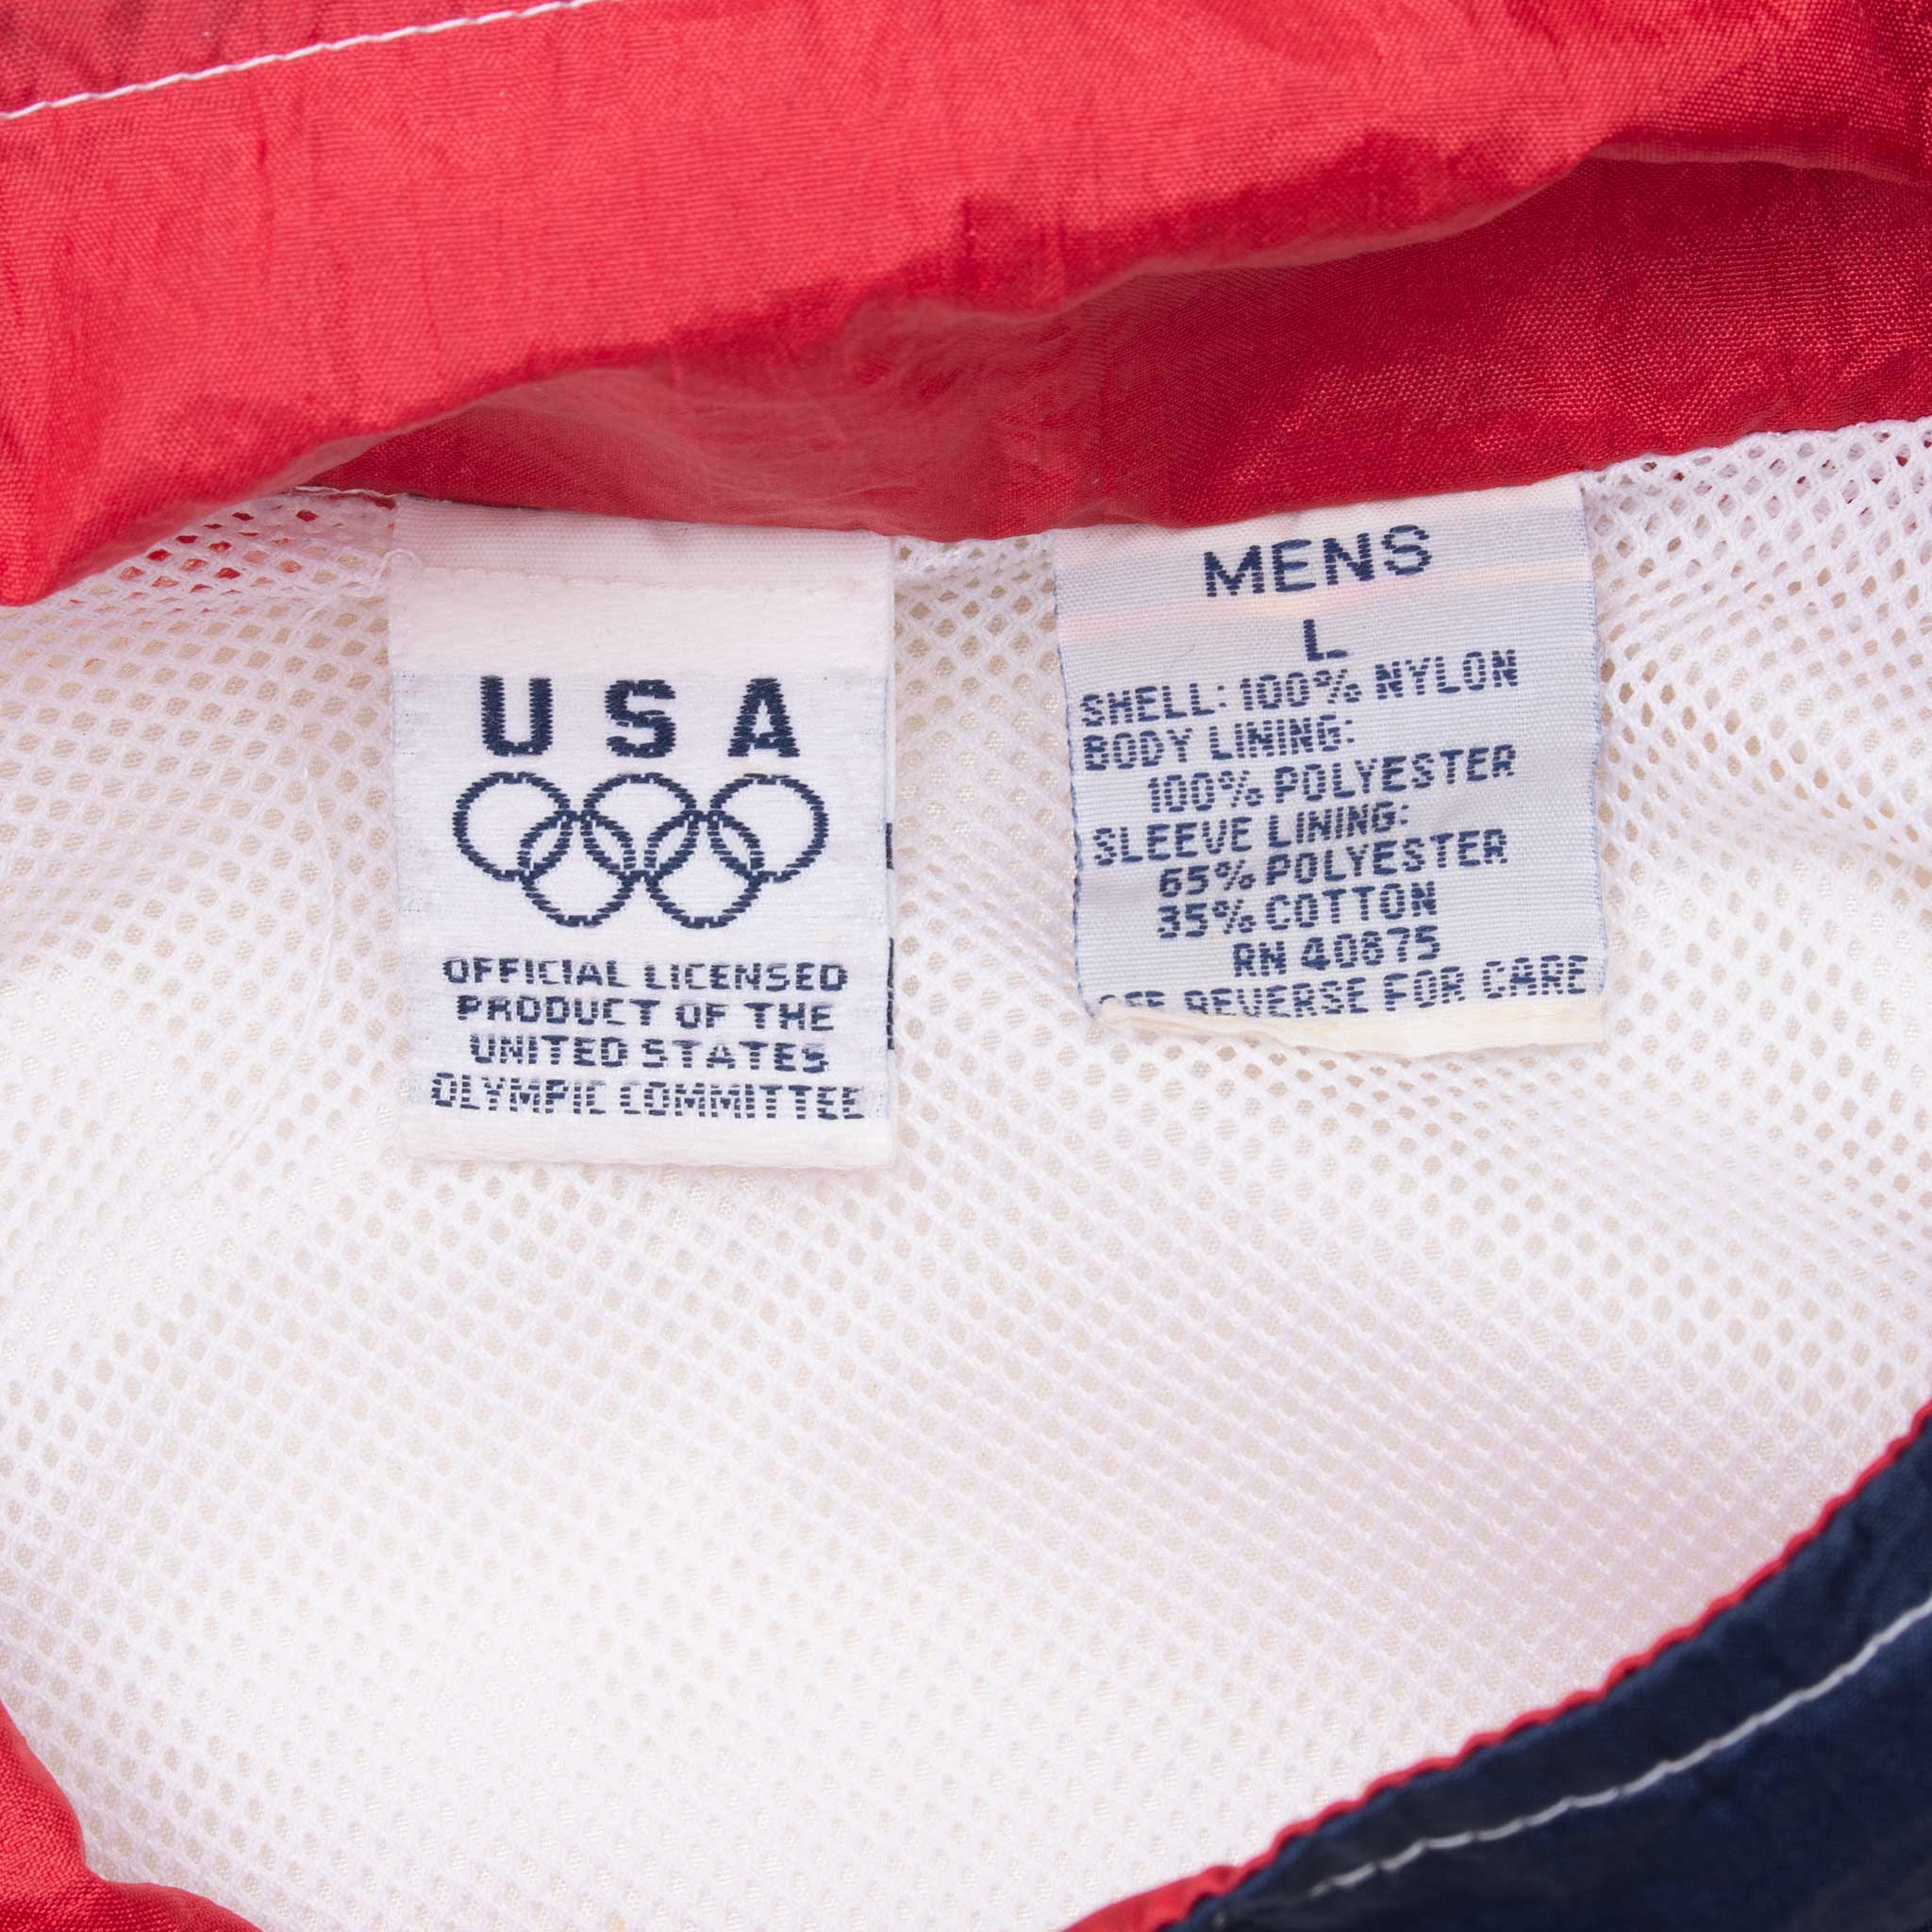 USA
OFFICIAL LICENSED
PRODUCT OF THE
UNITED STATES
OLYMPIC COMMITTEE
MENS
L
SHELL: 100% NYLON
BODY LINING:
100% POLYESTER
SLEEVE LINING:
65% POLYESTER
35% COTTON
RN 40875
SEE REVERSE FOR CARE